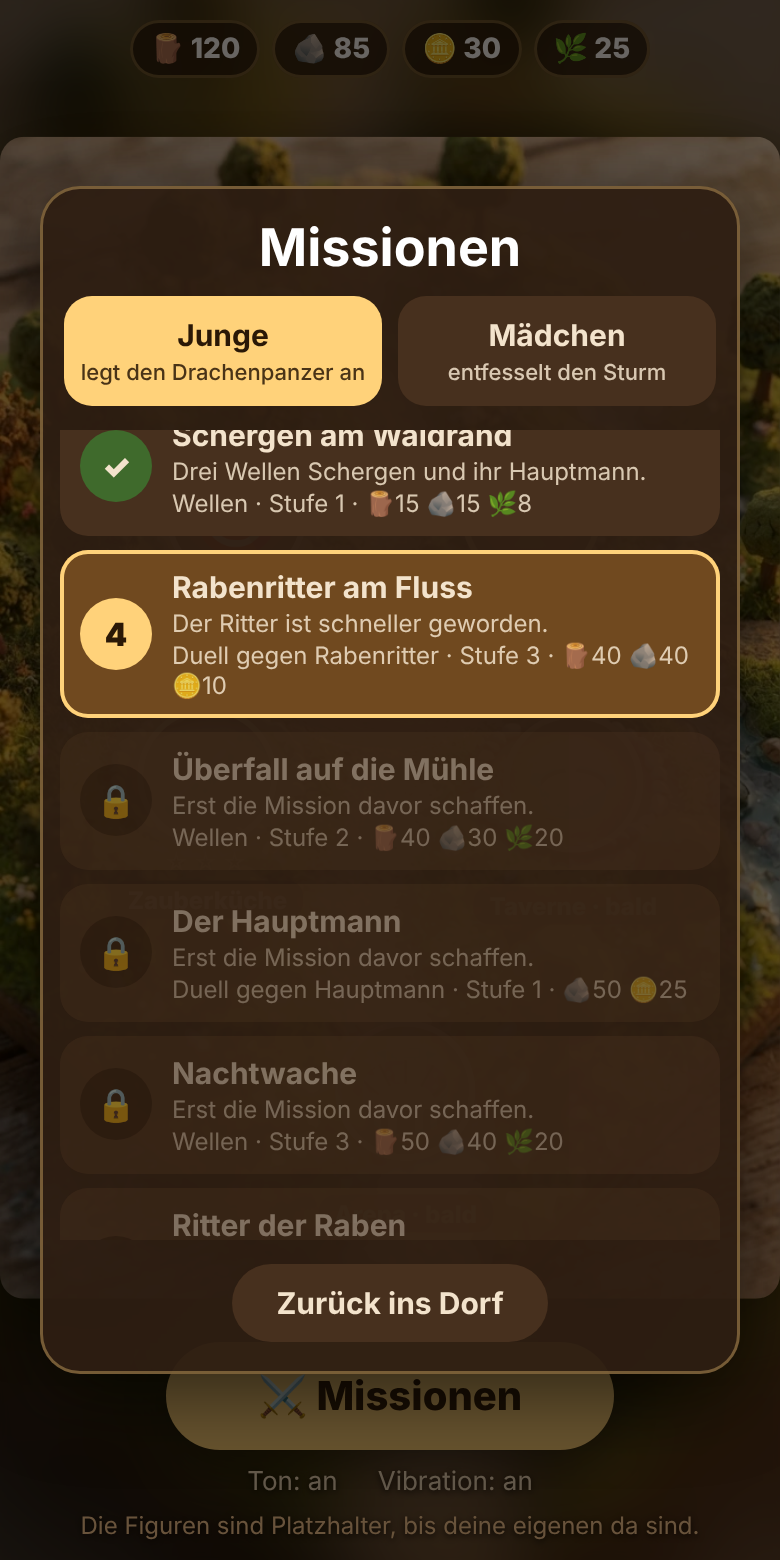 120 85 30 25
Missionen
Junge
legt den Drachenpanzer an
Mädchen
entfesselt den Sturm
Schergen am Waldrand
Drei Wellen Schergen und ihr Hauptmann.
Wellen · Stufe 1 · 15 15 8
4
Rabenritter am Fluss
Der Ritter ist schneller geworden.
Duell gegen Rabenritter · Stufe 3 · 40 40
10
Überfall auf die Mühle
Erst die Mission davor schaffen.
Wellen · Stufe 2 · 40 30 20
Der Hauptmann
Erst die Mission davor schaffen.
Duell gegen Hauptmann · Stufe 1 · 50 25
Nachtwache
Erst die Mission davor schaffen.
Wellen · Stufe 3 · 50 40 20
Ritter der Raben
Zurück ins Dorf
Missionen
Ton: an Vibration: an
Die Figuren sind Platzhalter, bis deine eigenen da sind.